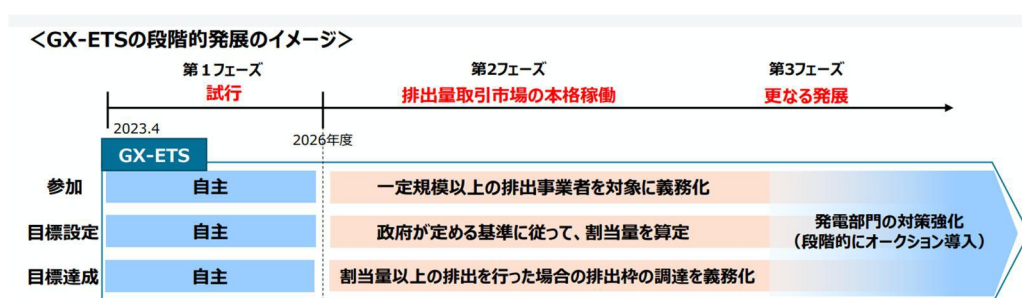 ＜GX-ETSの段階的発展のイメージ＞
第１フェーズ
試行
第2フェーズ
排出量取引市場の本格稼働
第3フェーズ
更なる発展
2023.4
2026年度
GX-ETS
参加
自主
一定規模以上の排出事業者を対象に義務化
目標設定
自主
政府が定める基準に従って、割当量を算定
発電部門の対策強化
（段階的にオークション導入）
目標達成
自主
割当量以上の排出を行った場合の排出枠の調達を義務化